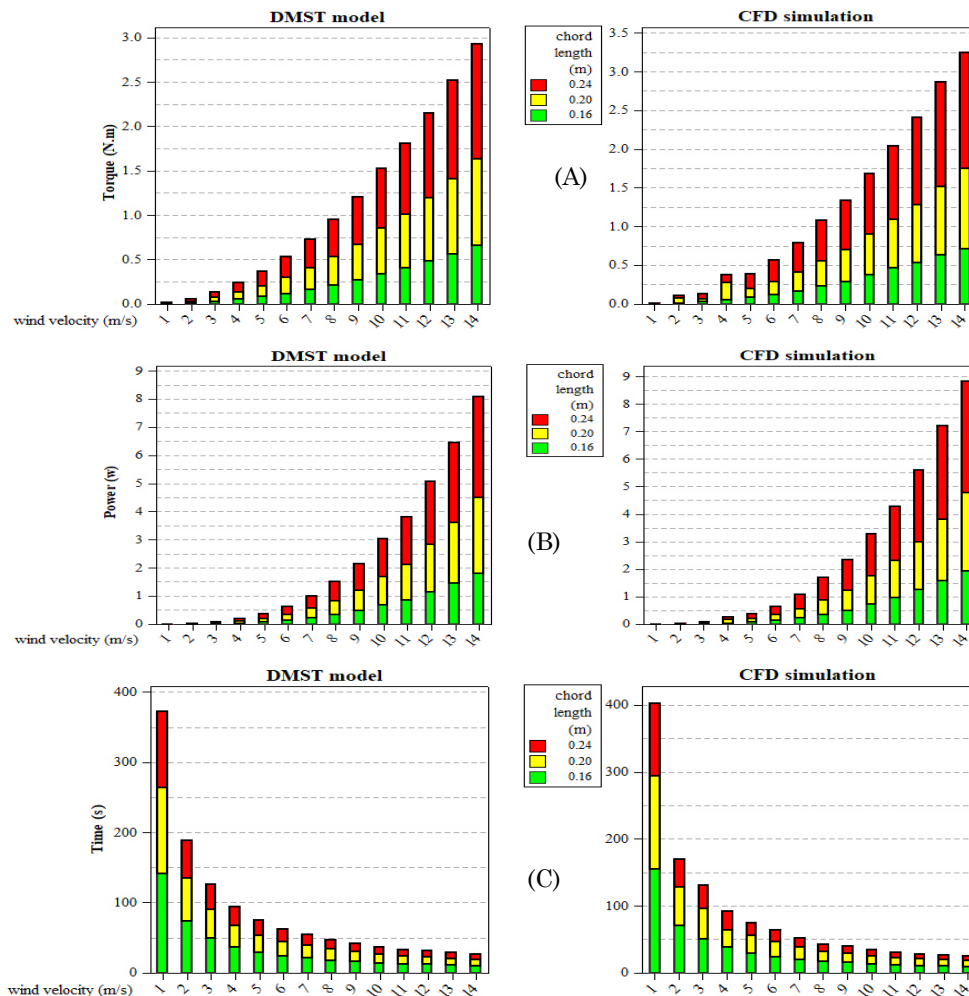 DMST model
CFD simulation
Torque (N.m)
3.0
2.5
2.0
1.5
1.0
0.5
0.0
chord
length
(m)
0.24
0.20
0.16
(A)
3.5
3.0
2.5
2.0
1.5
1.0
0.5
0.0
wind velocity (m/s)
1 2 3 4 5 6 7 8 9 10 11 12 13 14
1 2 3 4 5 6 7 8 9 10 11 12 13 14
DMST model
CFD simulation
Power (w)
9
8
7
6
5
4
3
2
1
0
chord
length
(m)
0.24
0.20
0.16
(B)
9
8
7
6
5
4
3
2
1
0
wind velocity (m/s)
1 2 3 4 5 6 7 8 9 10 11 12 13 14
1 2 3 4 5 6 7 8 9 10 11 12 13 14
DMST model
CFD simulation
Time (s)
400
300
200
100
0
chord
length
(m)
0.24
0.20
0.16
(C)
400
300
200
100
0
wind velocity (m/s)
1 2 3 4 5 6 7 8 9 10 11 12 13 14
1 2 3 4 5 6 7 8 9 10 11 12 13 14